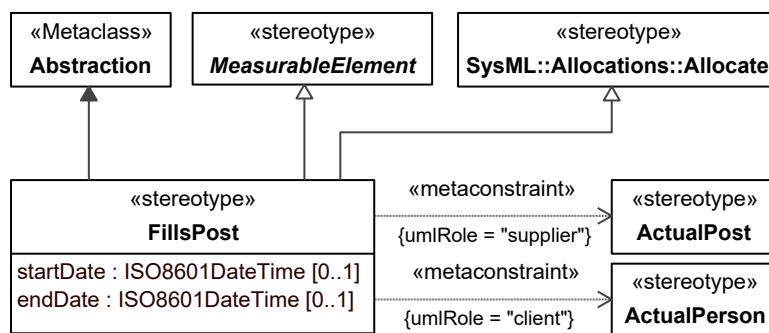 «Metaclass»
Abstraction
«stereotype»
MeasurableElement
«stereotype»
SysML::Allocations::Allocate
«stereotype»
FillsPost
startDate : ISO8601DateTime [0..1]
endDate : ISO8601DateTime [0..1]
«metaconstraint»
{umlRole = "supplier"}
«stereotype»
ActualPost
«metaconstraint»
{umlRole = "client"}
«stereotype»
ActualPerson